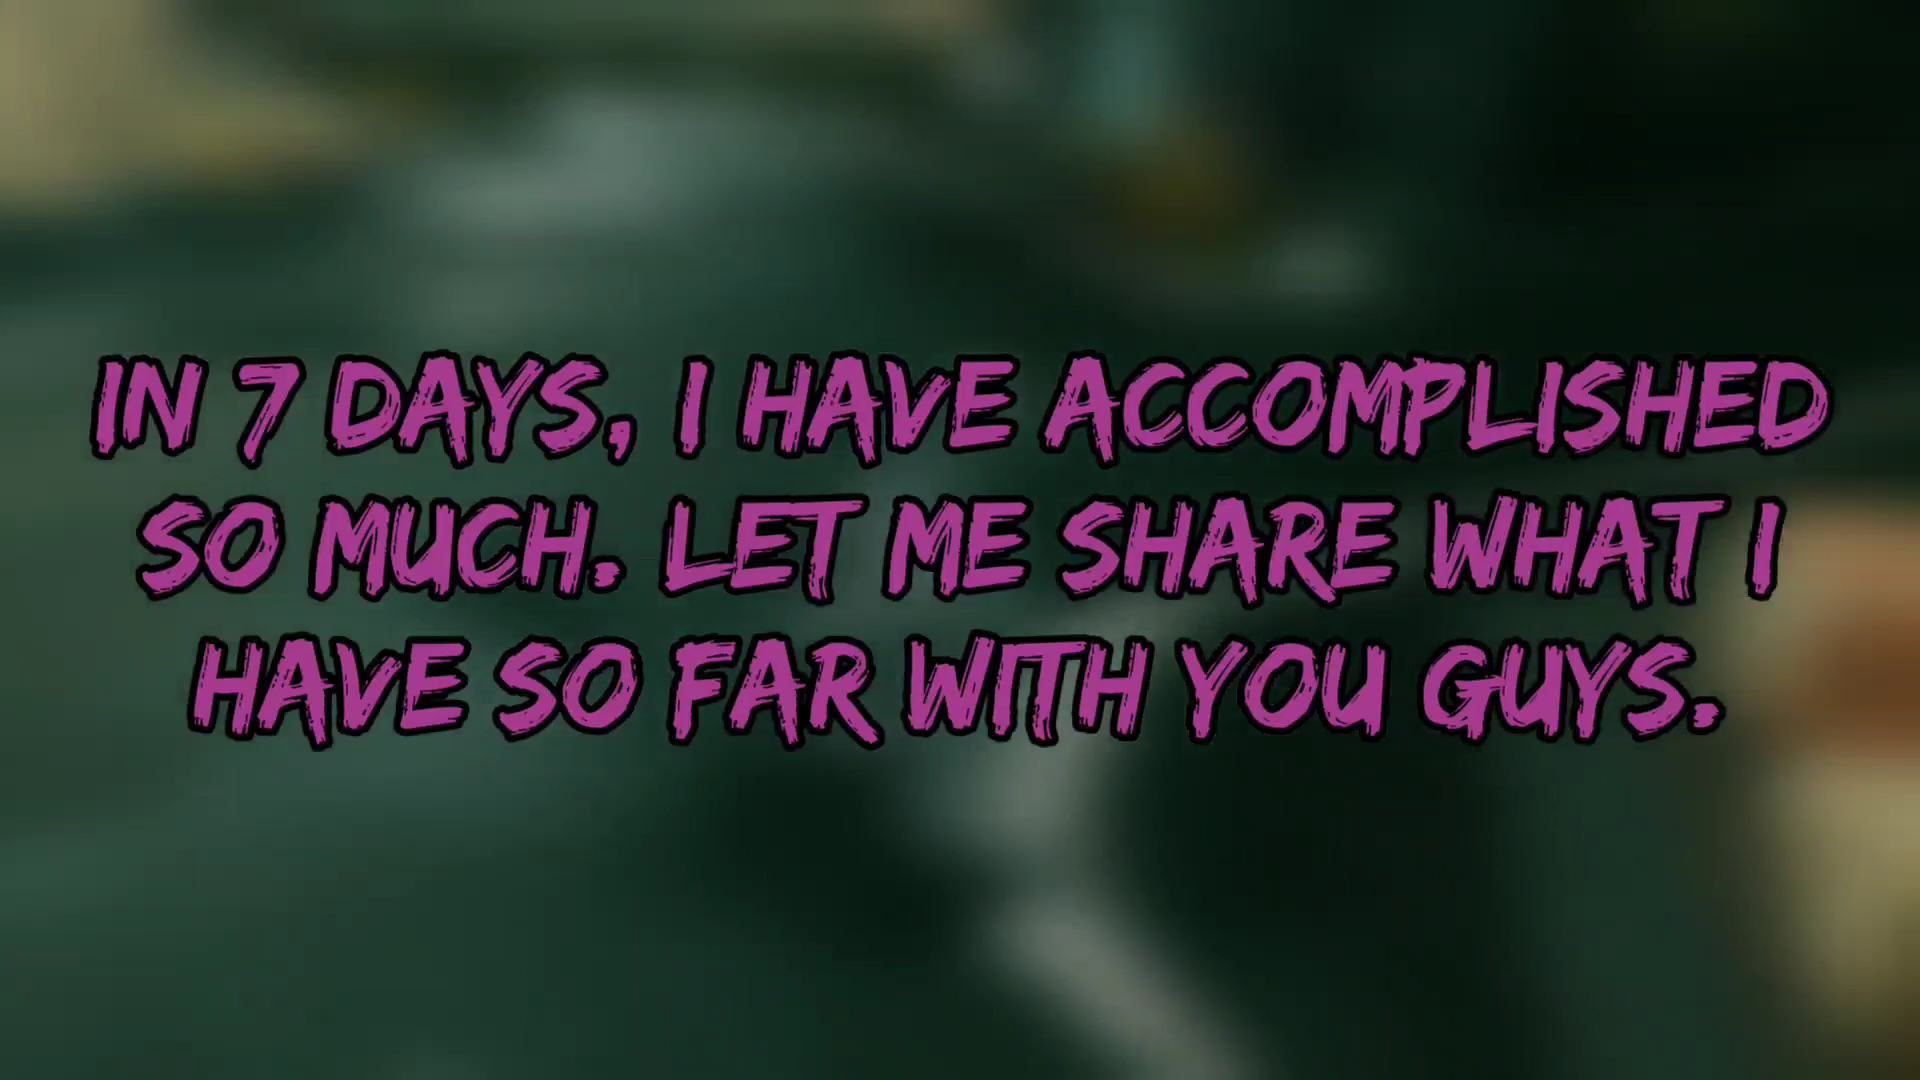 IN 7 DAYS, I HAVE ACCOMPLISHED
SO MUCH. LET ME SHARE WHAT I
HAVE SO FAR WITH YOU GUYS.